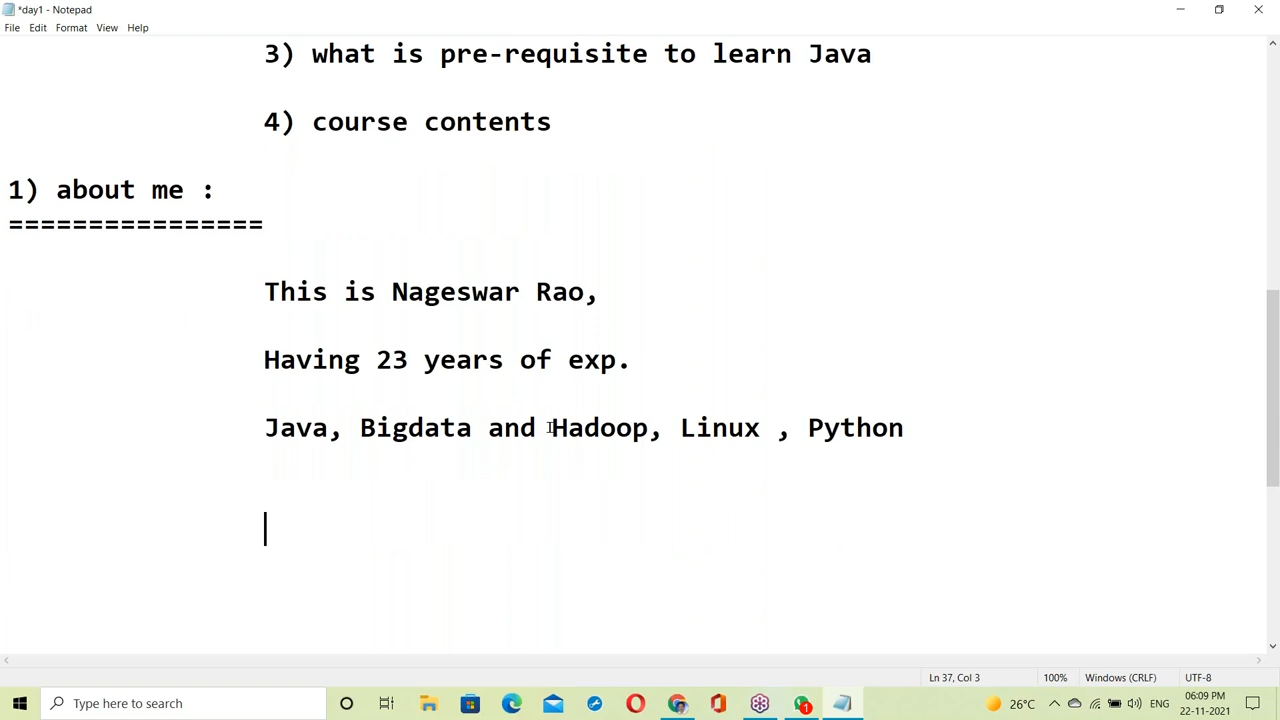 *day1 - Notepad
File Edit Format View Help
3) what is pre-requisite to learn Java
4) course contents
1) about me :
================
This is Nageswar Rao,
Having 23 years of exp.
Java, Bigdata and Hadoop, Linux , Python
Ln 37, Col 3 100% Windows (CRLF) UTF-8
Type here to search 1 26°C ENG 06:09 PM
22-11-2021